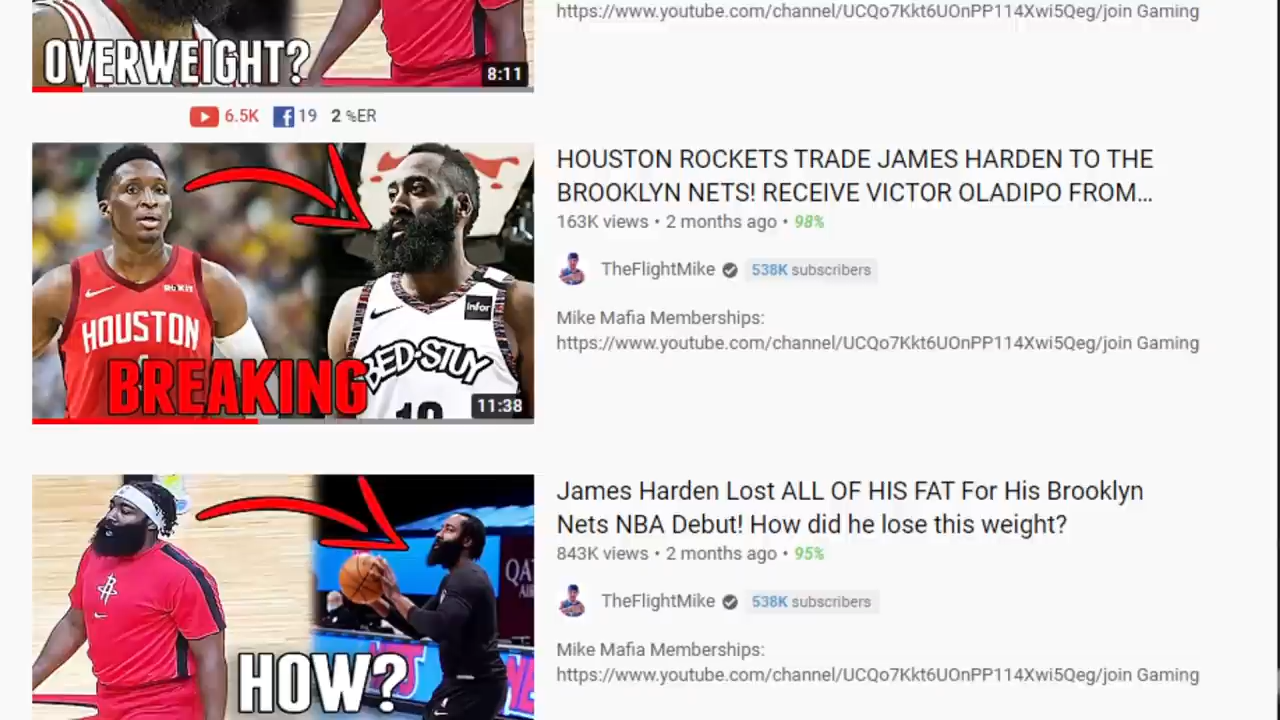 https://www.youtube.com/channel/UCQo7Kkt6UOnPP114Xwi5Qeg/join Gaming
OVERWEIGHT?
8:11
6.5K 19 2 %ER
HOUSTON ROCKETS TRADE JAMES HARDEN TO THE
BROOKLYN NETS! RECEIVE VICTOR OLADIPO FROM...
163K views • 2 months ago • 98%
TheFlightMike 538K subscribers
Mike Mafia Memberships:
https://www.youtube.com/channel/UCQo7Kkt6UOnPP114Xwi5Qeg/join Gaming
infor
HOUSTON
BED-STUY
BREAKING
13
11:38
James Harden Lost ALL OF HIS FAT For His Brooklyn
Nets NBA Debut! How did he lose this weight?
843K views • 2 months ago • 95%
TheFlightMike 538K subscribers
Mike Mafia Memberships:
https://www.youtube.com/channel/UCQo7Kkt6UOnPP114Xwi5Qeg/join Gaming
R
HOW?